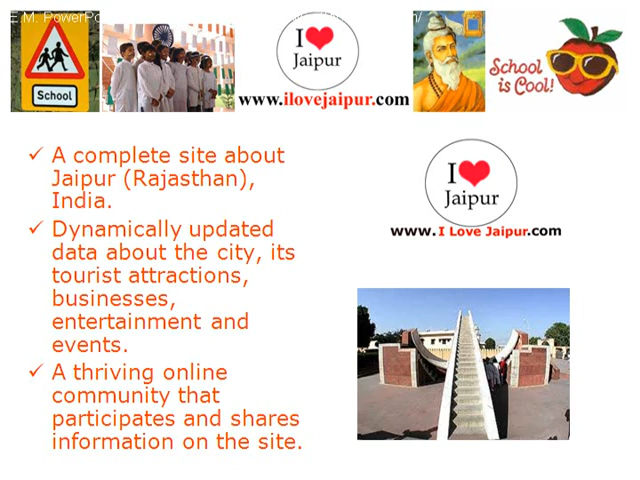 E.M. PowerPo
School
I
Jaipur
www.ilovejaipur.com
School
is Cool!
✓ A complete site about
Jaipur (Rajasthan),
India.
✓ Dynamically updated
data about the city, its
tourist attractions,
businesses,
entertainment and
events.
✓ A thriving online
community that
participates and shares
information on the site.
I
Jaipur
www.I Love Jaipur.com